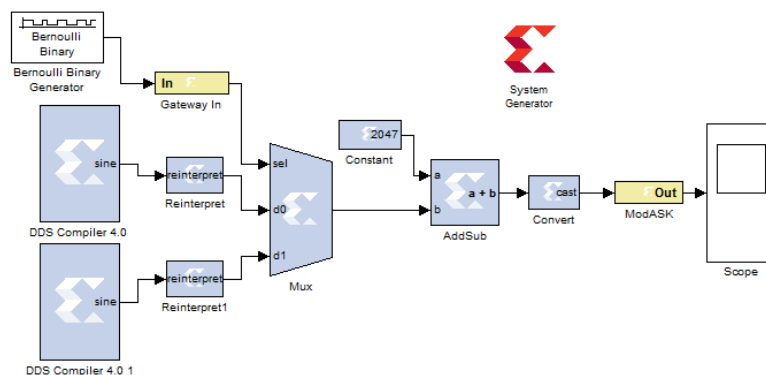 Bernoulli
Binary
Bernoulli Binary
Generator
In
Gateway In
System
Generator
sine
DDS Compiler 4.0
reinterpret
Reinterpret
sel
d0
d1
Mux
2047
Constant
a
b
a + b
AddSub
cast
Convert
Out
ModASK
Scope
sine
DDS Compiler 4.0 1
reinterpret
Reinterpret1